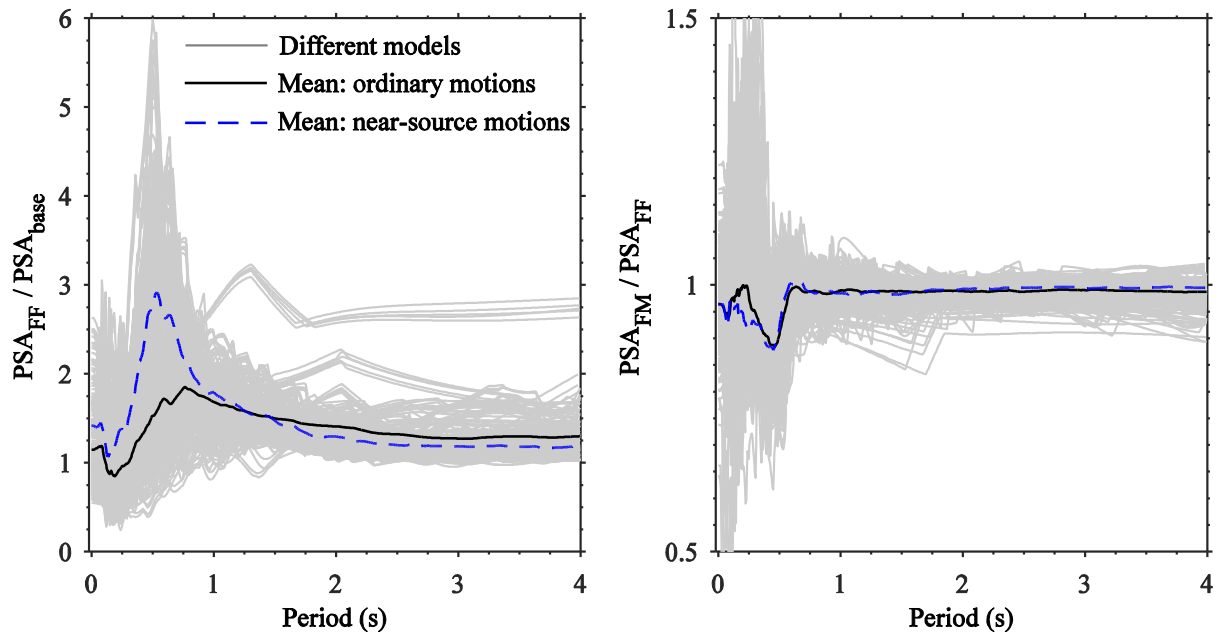 6
5
4
3
2
1
0
PSA_FF / PSA_base
Different models
Mean: ordinary motions
Mean: near-source motions
0 1 2 3 4
Period (s)
1.5
1
0.5
PSA_FM / PSA_FF
0 1 2 3 4
Period (s)